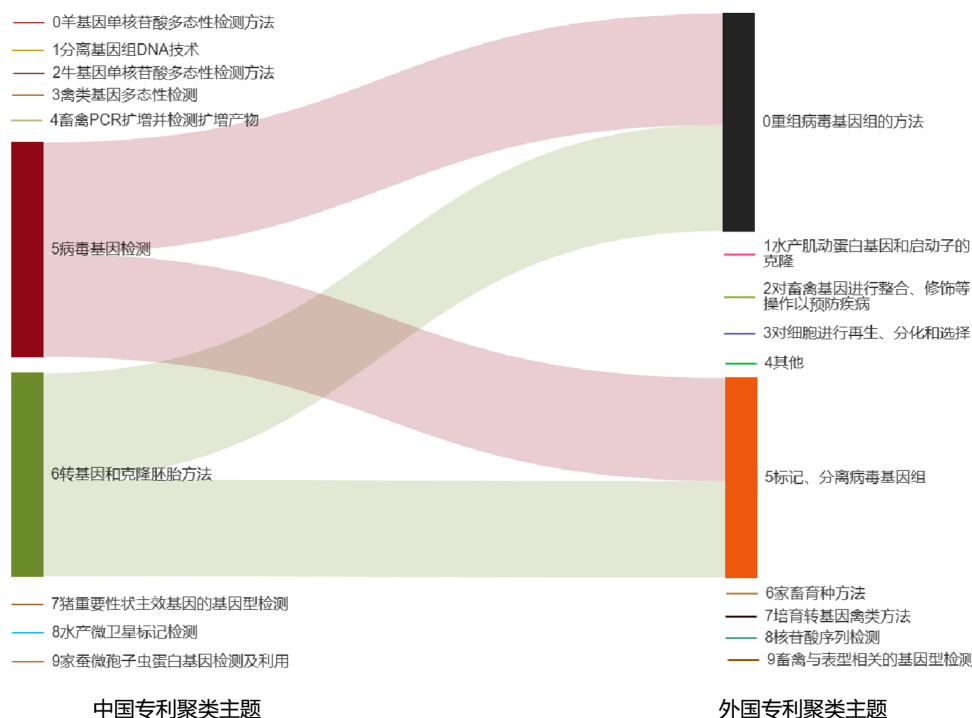 0羊基因单核苷酸多态性检测方法
1分离基因组DNA技术
2牛基因单核苷酸多态性检测方法
3禽类基因多态性检测
4畜禽PCR扩增并检测扩增产物
5病毒基因检测
6转基因和克隆胚胎方法
7猪重要性状主效基因的基因型检测
8水产微卫星标记检测
9家蚕微孢子虫蛋白基因检测及利用
中国专利聚类主题
0重组病毒基因组的方法
1水产肌动蛋白基因和启动子的
克隆
2对畜禽基因进行整合、修饰等
操作以预防疾病
3对细胞进行再生、分化和选择
4其他
5标记、分离病毒基因组
6家畜育种方法
7培育转基因禽类方法
8核苷酸序列检测
9畜禽与表型相关的基因型检测
外国专利聚类主题